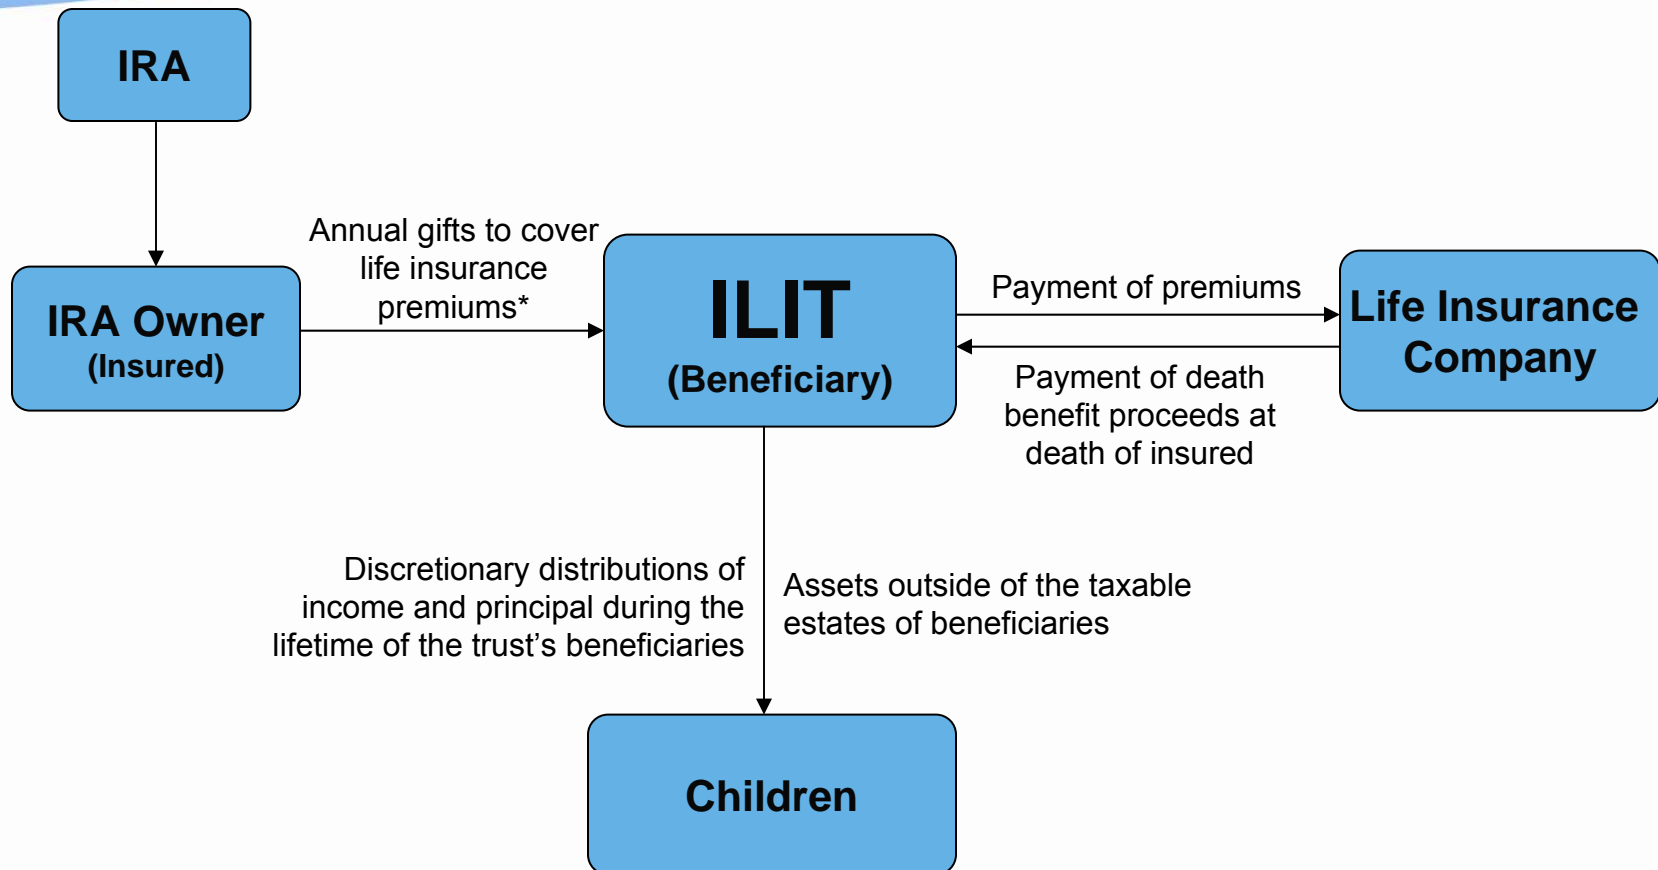 IRA
Annual gifts to cover
life insurance
premiums*
IRA Owner
(Insured)
ILIT
(Beneficiary)
Payment of premiums
Life Insurance
Company
Payment of death
benefit proceeds at
death of insured
Discretionary distributions of
income and principal during the
lifetime of the trust’s beneficiaries
Assets outside of the taxable
estates of beneficiaries
Children